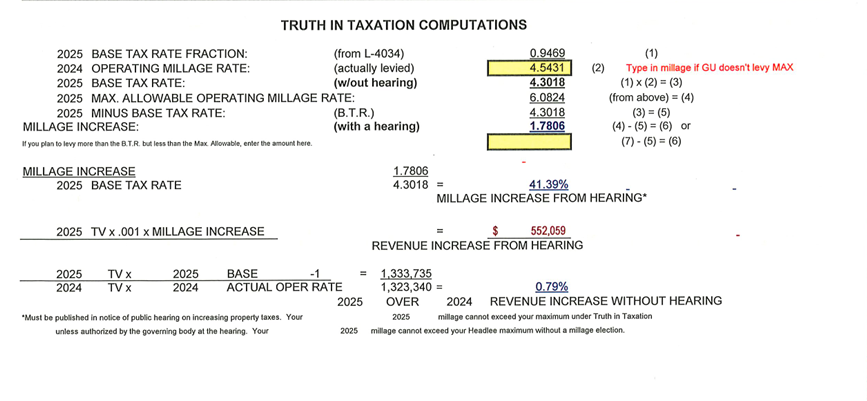 TRUTH IN TAXATION COMPUTATIONS
2025 BASE TAX RATE FRACTION: (from L-4034) 0.9469 (1)
2024 OPERATING MILLAGE RATE: (actually levied) 4.5431 (2) Type in millage if GU doesn't levy MAX
2025 BASE TAX RATE: (w/out hearing) 4.3018 (1) x (2) = (3)
2025 MAX. ALLOWABLE OPERATING MILLAGE RATE: 6.0824 (from above) = (4)
2025 MINUS BASE TAX RATE: (B.T.R.) 4.3018 (3) = (5)
MILLAGE INCREASE: (with a hearing) 1.7806 (4) - (5) = (6) or
If you plan to levy more than the B.T.R. but less than the Max. Allowable, enter the amount here. (7) - (5) = (6)
MILLAGE INCREASE 1.7806
2025 BASE TAX RATE 4.3018 = 41.39%
MILLAGE INCREASE FROM HEARING*
2025 TV x .001 x MILLAGE INCREASE = $ 552,059
REVENUE INCREASE FROM HEARING
2025 TV x 2025 BASE -1 = 1,333,735
2024 TV x 2024 ACTUAL OPER RATE 1,323,340 = 0.79%
2025 OVER 2024 REVENUE INCREASE WITHOUT HEARING
*Must be published in notice of public hearing on increasing property taxes. Your 2025 millage cannot exceed your maximum under Truth in Taxation
unless authorized by the governing body at the hearing. Your 2025 millage cannot exceed your Headlee maximum without a millage election.